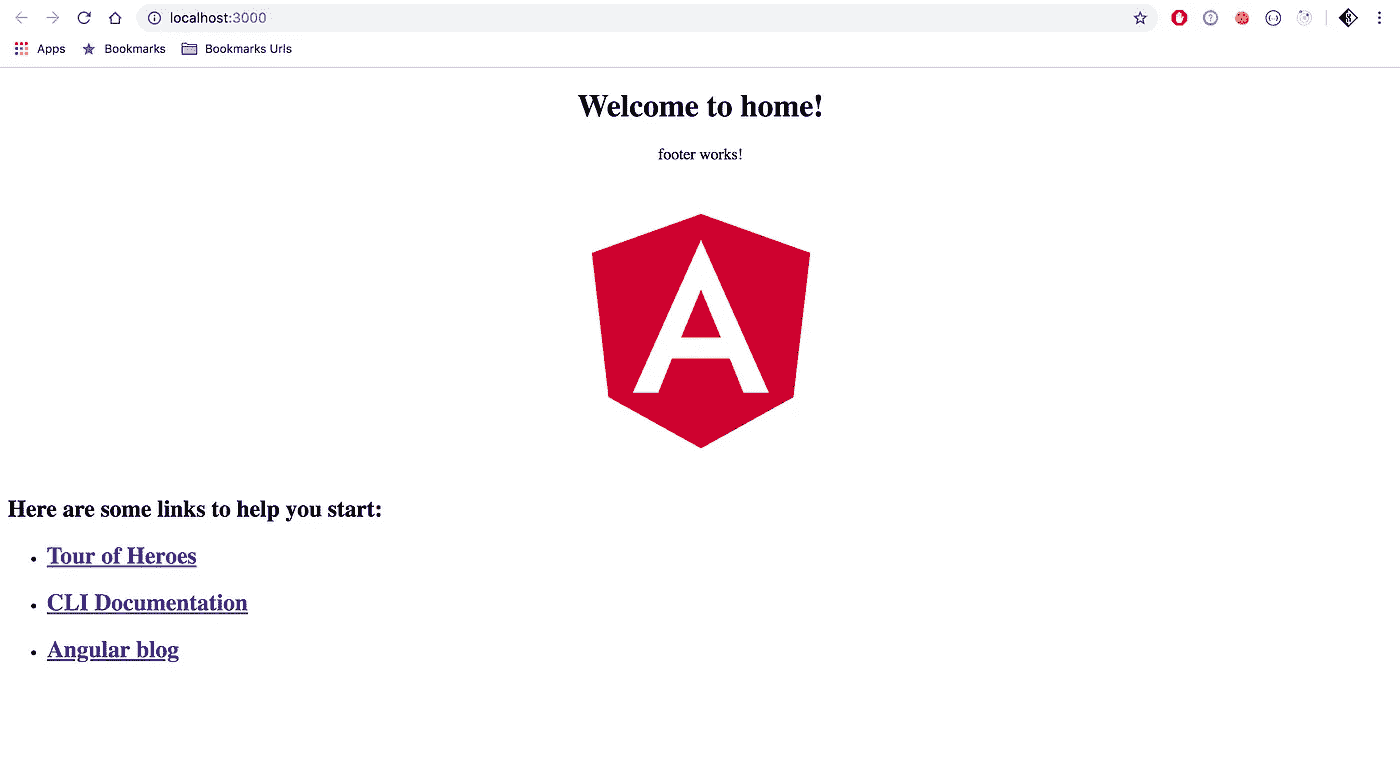 localhost:3000
Apps Bookmarks Bookmarks Urls
Welcome to home!
footer works!
A
Here are some links to help you start:
Tour of Heroes
CLI Documentation
Angular blog